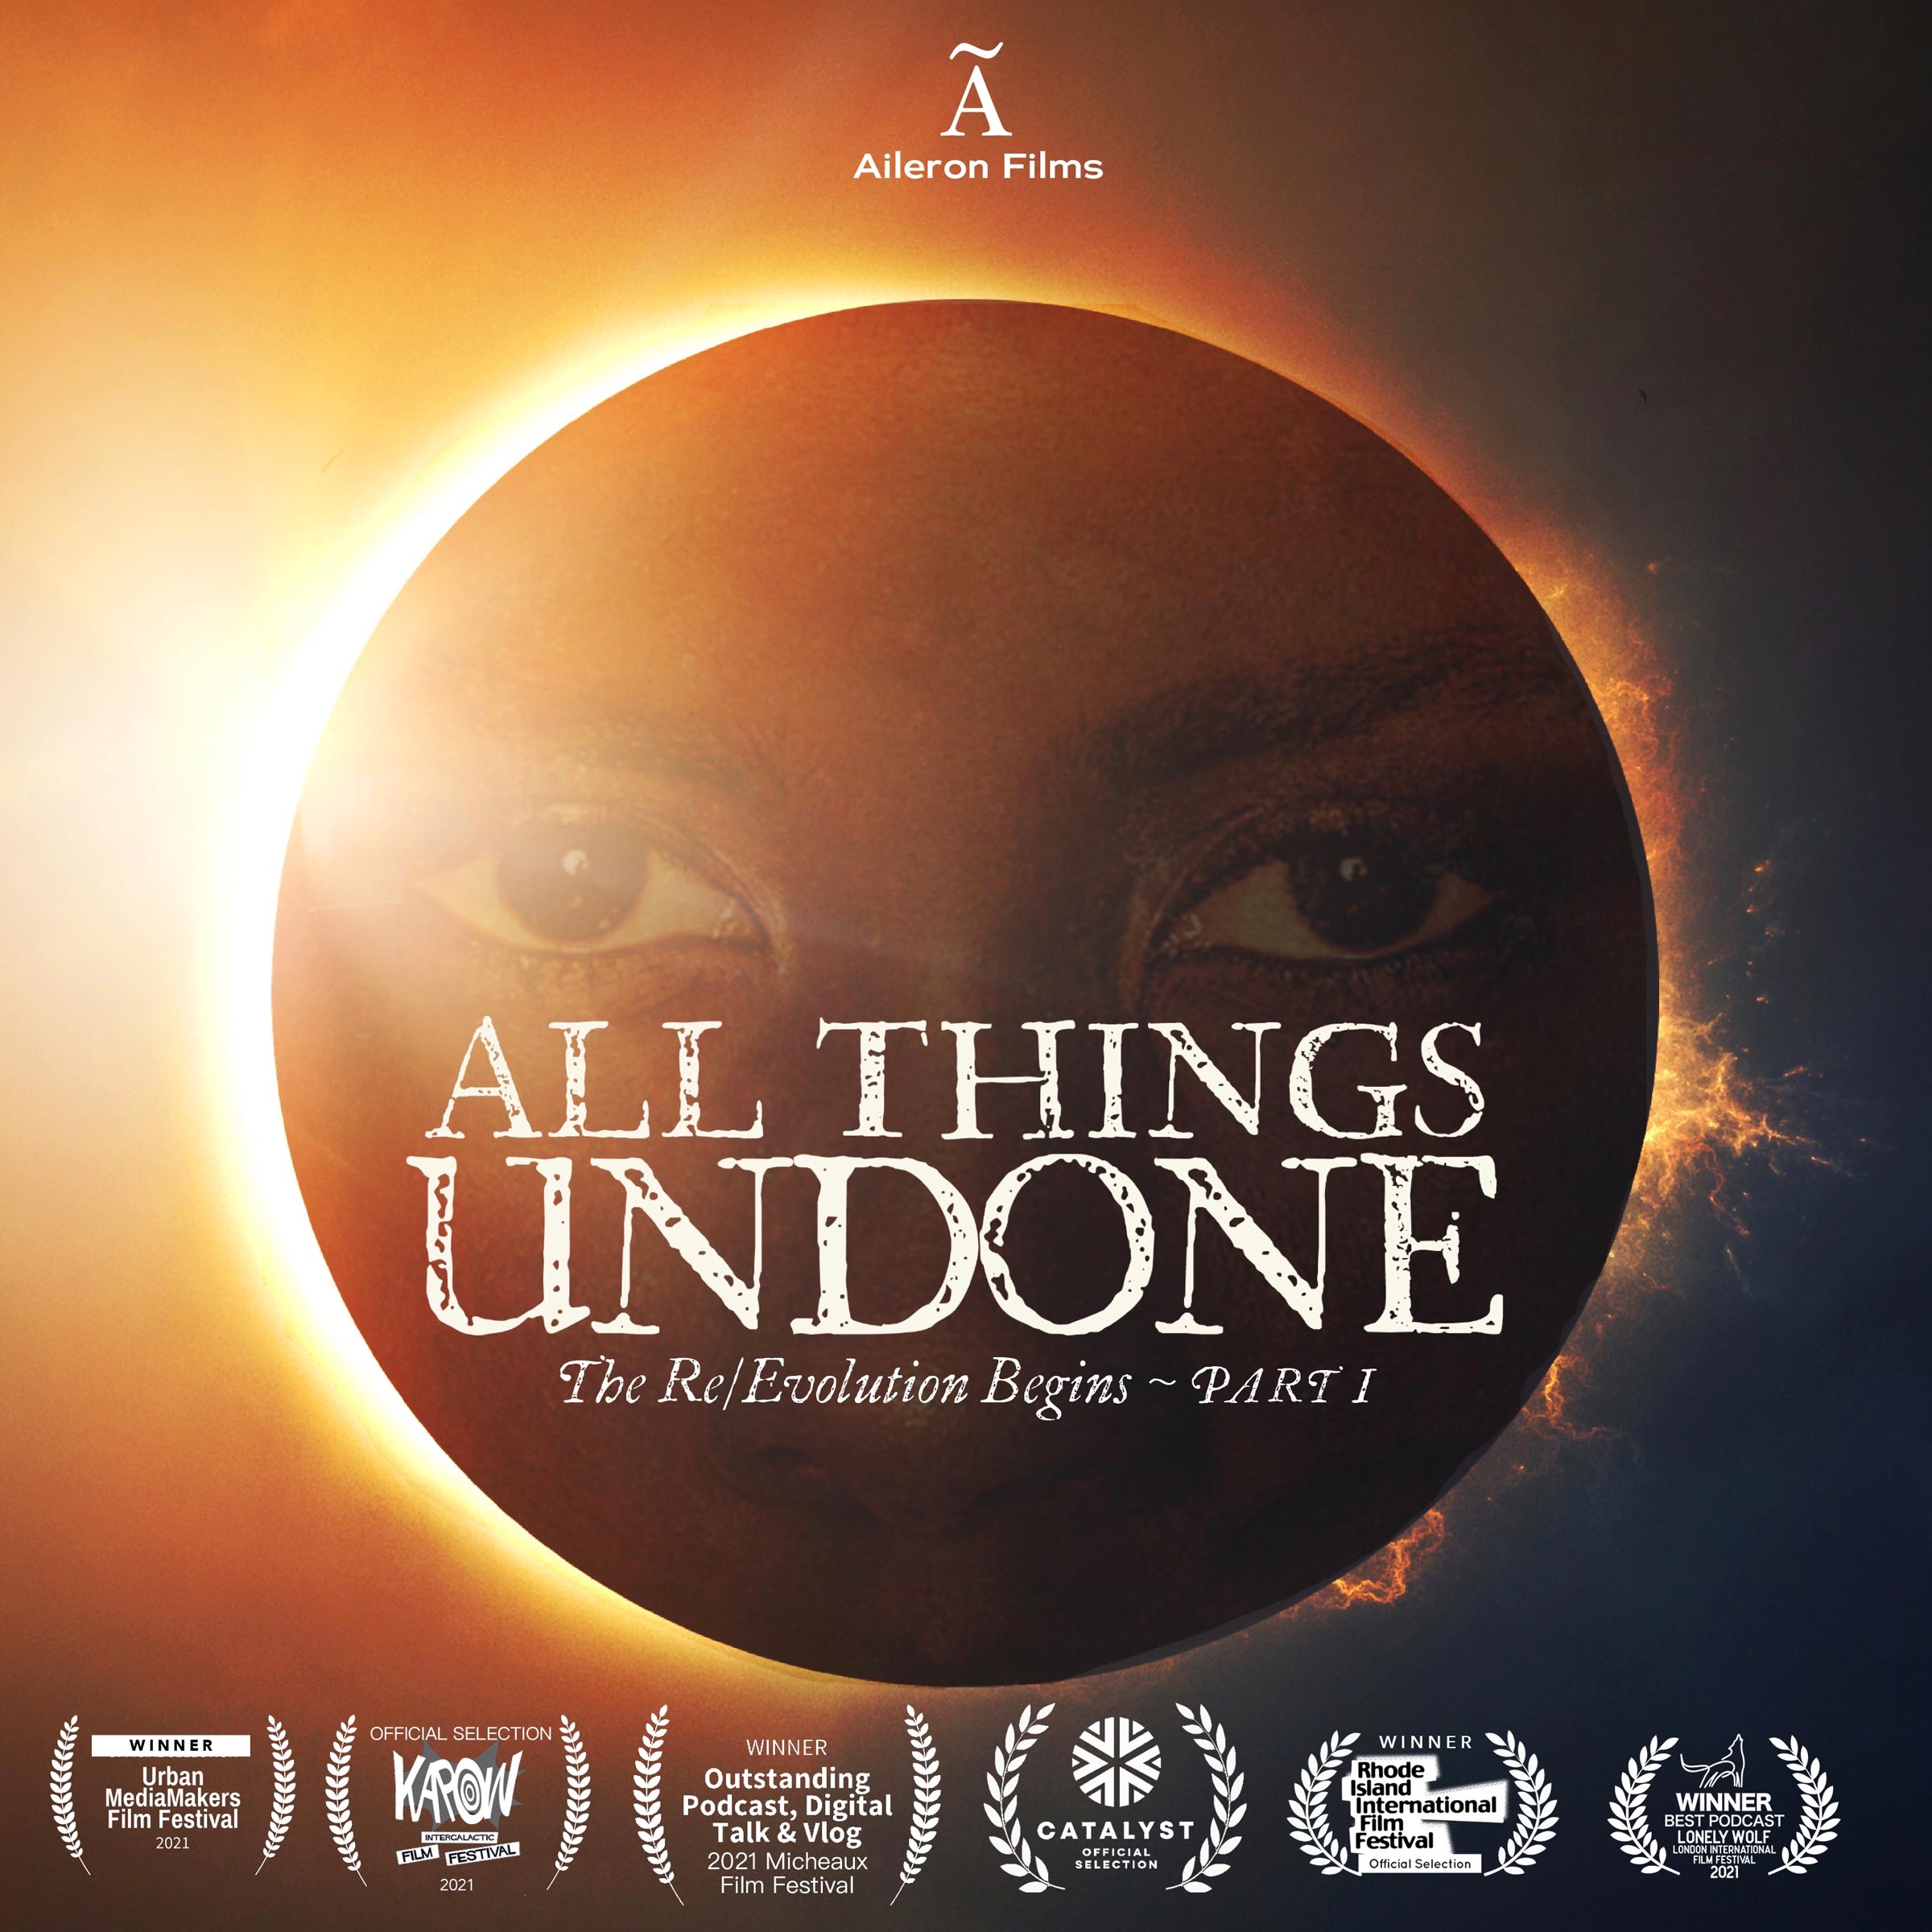 Ã
Aileron Films
ALL THINGS
UNDONE
The Re/Evolution Begins ~ PART I
WINNER
Urban
MediaMakers
Film Festival
2021
OFFICIAL SELECTION
KAPOW
INTERGALACTIC
FILM FESTIVAL
2021
WINNER
Outstanding
Podcast, Digital
Talk & Vlog
2021 Micheaux
Film Festival
CATALYST
OFFICIAL
SELECTION
WINNER
Rhode
Island
International
Film
Festival
Official Selection
WINNER
BEST PODCAST
LONELY WOLF
LONDON INTERNATIONAL
FILM FESTIVAL
2021